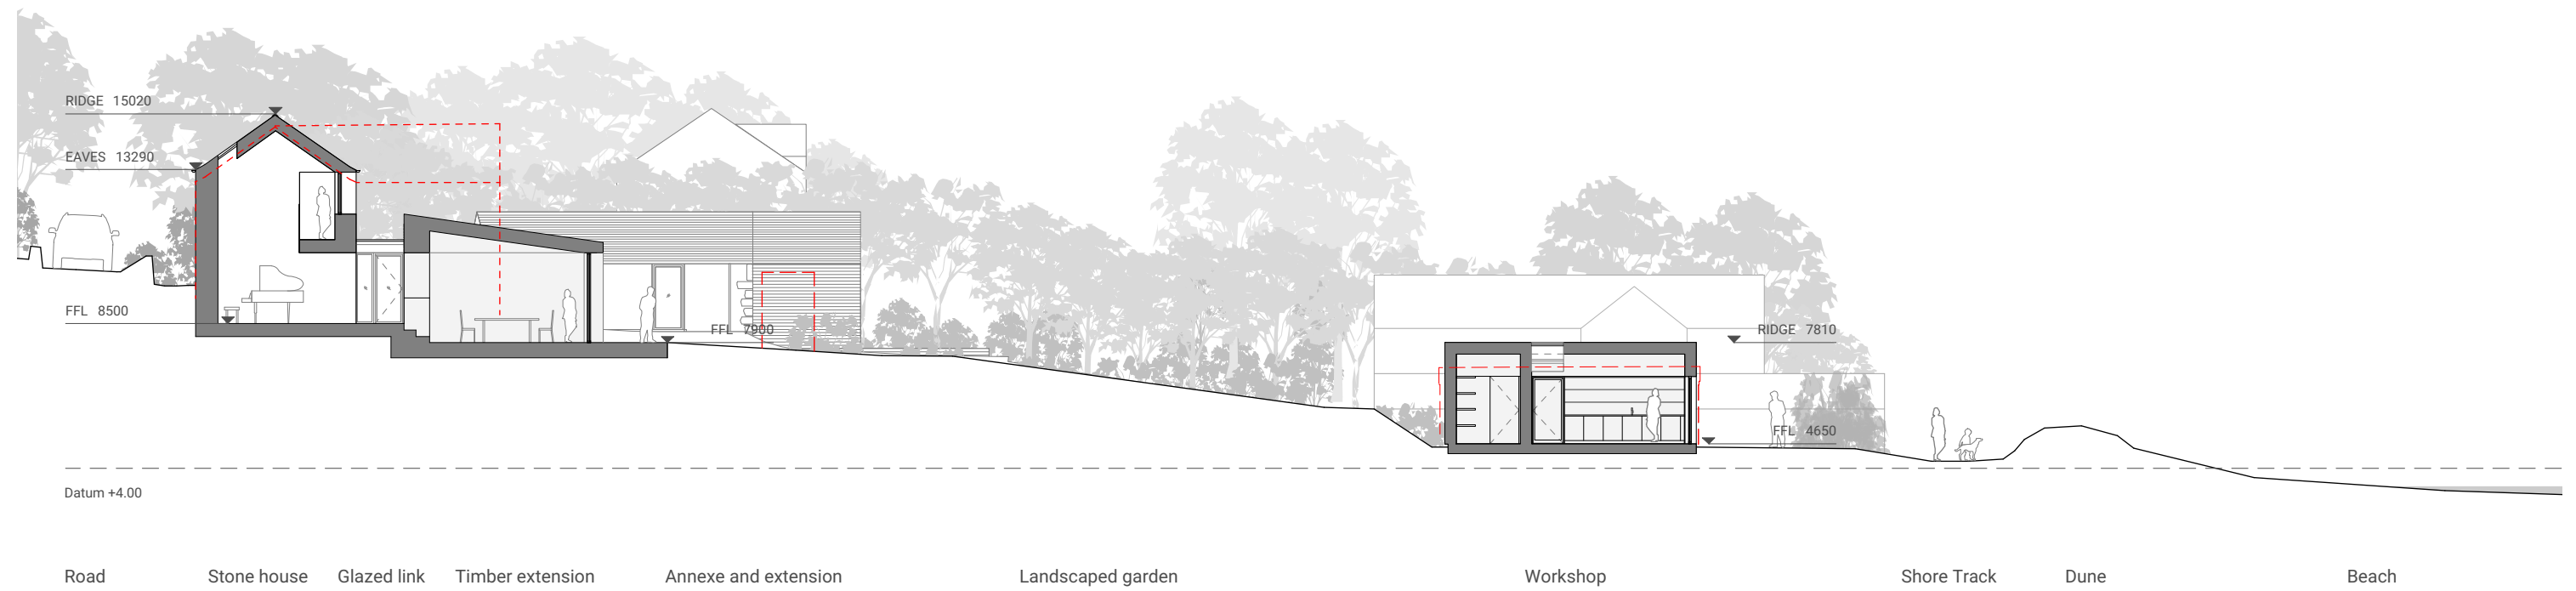 RIDGE 15020
EAVES 13290
FFL 8500
FFL 7900
RIDGE 7810
FFL 4650
Datum +4.00
Road
Stone house
Glazed link
Timber extension
Annexe and extension
Landscaped garden
Workshop
Shore Track
Dune
Beach